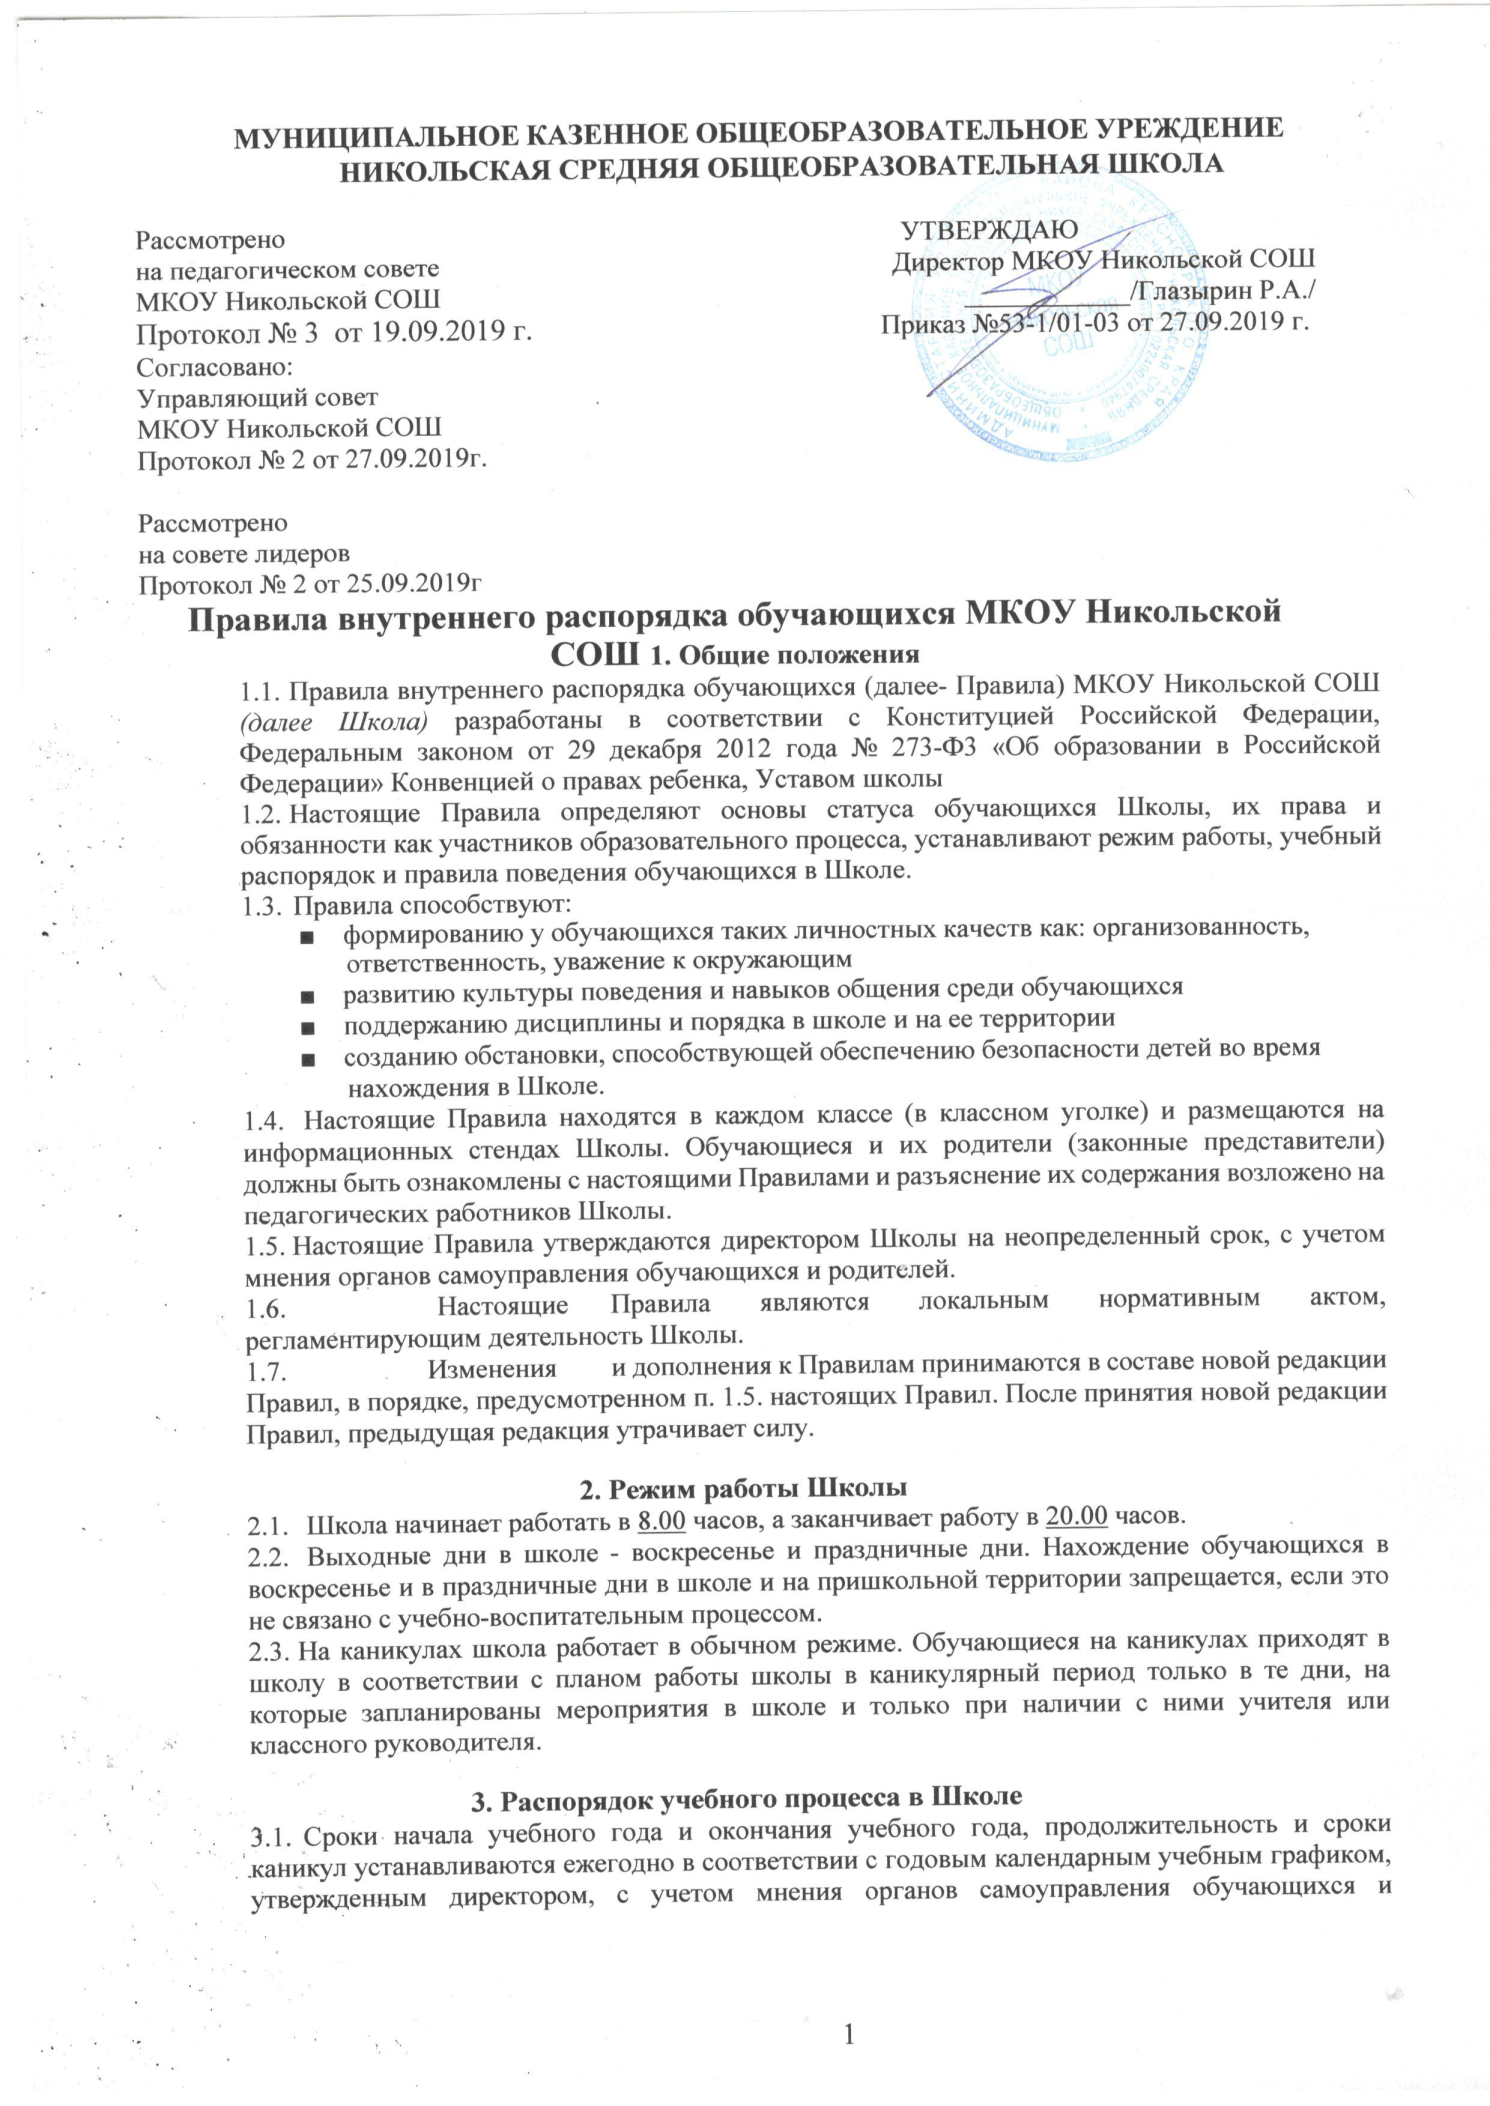 МУНИЦИПАЛЬНОЕ КАЗЕННОЕ ОБЩЕОБРАЗОВАТЕЛЬНОЕ УРЕЖДЕНИЕ
НИКОЛЬСКАЯ СРЕДНЯЯ ОБЩЕОБРАЗОВАТЕЛЬНАЯ ШКОЛА
Рассмотрено
на педагогическом совете
МКОУ Никольской СОШ
Протокол № 3 от 19.09.2019 г.
Согласовано:
Управляющий совет
МКОУ Никольской СОШ
Протокол № 2 от 27.09.2019г.
УТВЕРЖДАЮ
Директор МКОУ Никольской СОШ
____________/Глазырин Р.А./
Приказ №53-1/01-03 от 27.09.2019 г.
МКОУ
СОШ
Рассмотрено
на совете лидеров
Протокол № 2 от 25.09.2019г
Правила внутреннего распорядка обучающихся МКОУ Никольской
СОШ 1. Общие положения
1.1. Правила внутреннего распорядка обучающихся (далее- Правила) МКОУ Никольской СОШ
(далее Школа) разработаны в соответствии с Конституцией Российской Федерации,
Федеральным законом от 29 декабря 2012 года № 273-ФЗ «Об образовании в Российской
Федерации» Конвенцией о правах ребенка, Уставом школы
1.2. Настоящие Правила определяют основы статуса обучающихся Школы, их права и
обязанности как участников образовательного процесса, устанавливают режим работы, учебный
распорядок и правила поведения обучающихся в Школе.
1.3. Правила способствуют:
■ формированию у обучающихся таких личностных качеств как: организованность,
ответственность, уважение к окружающим
■ развитию культуры поведения и навыков общения среди обучающихся
■ поддержанию дисциплины и порядка в школе и на ее территории
■ созданию обстановки, способствующей обеспечению безопасности детей во время
нахождения в Школе.
1.4. Настоящие Правила находятся в каждом классе (в классном уголке) и размещаются на
информационных стендах Школы. Обучающиеся и их родители (законные представители)
должны быть ознакомлены с настоящими Правилами и разъяснение их содержания возложено на
педагогических работников Школы.
1.5. Настоящие Правила утверждаются директором Школы на неопределенный срок, с учетом
мнения органов самоуправления обучающихся и родителей.
1.6. Настоящие Правила являются локальным нормативным актом,
регламентирующим деятельность Школы.
1.7. Изменения и дополнения к Правилам принимаются в составе новой редакции
Правил, в порядке, предусмотренном п. 1.5. настоящих Правил. После принятия новой редакции
Правил, предыдущая редакция утрачивает силу.
2. Режим работы Школы
2.1. Школа начинает работать в 8.00 часов, а заканчивает работу в 20.00 часов.
2.2. Выходные дни в школе - воскресенье и праздничные дни. Нахождение обучающихся в
воскресенье и в праздничные дни в школе и на пришкольной территории запрещается, если это
не связано с учебно-воспитательным процессом.
2.3. На каникулах школа работает в обычном режиме. Обучающиеся на каникулах приходят в
школу в соответствии с планом работы школы в каникулярный период только в те дни, на
которые запланированы мероприятия в школе и только при наличии с ними учителя или
классного руководителя.
3. Распорядок учебного процесса в Школе
3.1. Сроки начала учебного года и окончания учебного года, продолжительность и сроки
каникул устанавливаются ежегодно в соответствии с годовым календарным учебным графиком,
утвержденным директором, с учетом мнения органов самоуправления обучающихся и
1